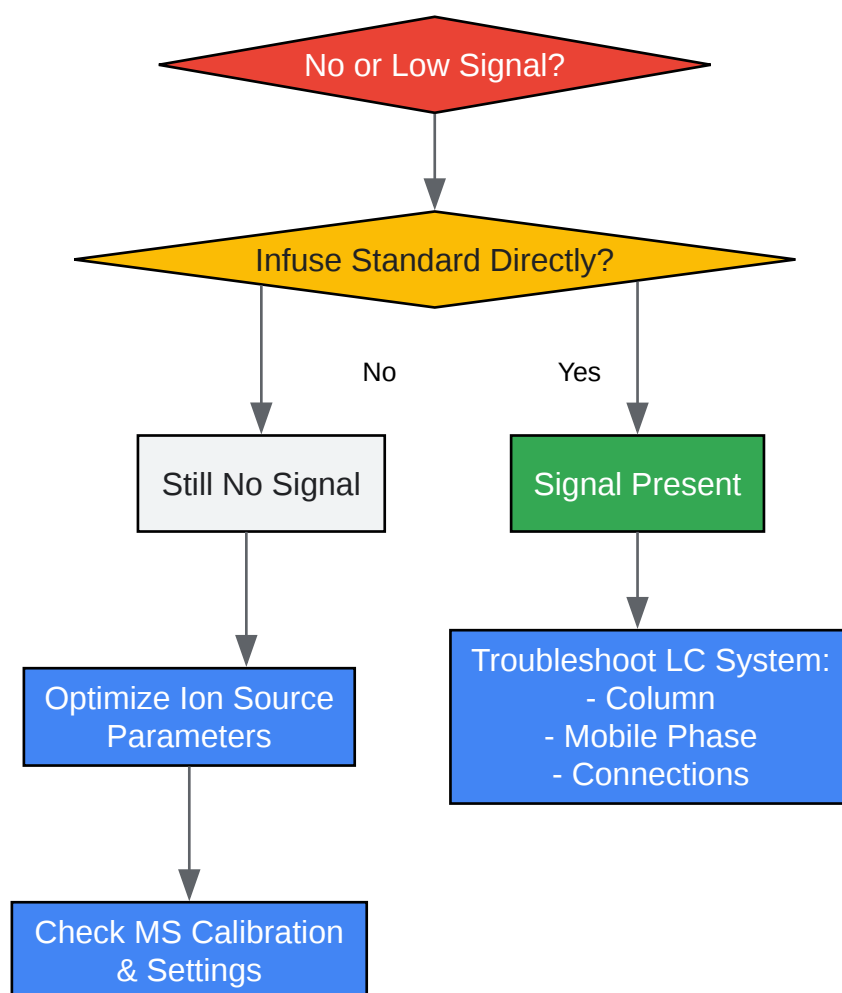 No or Low Signal?
Infuse Standard Directly?
No
Yes
Still No Signal
Signal Present
Optimize Ion Source
Parameters
Troubleshoot LC System:
- Column
- Mobile Phase
- Connections
Check MS Calibration
& Settings